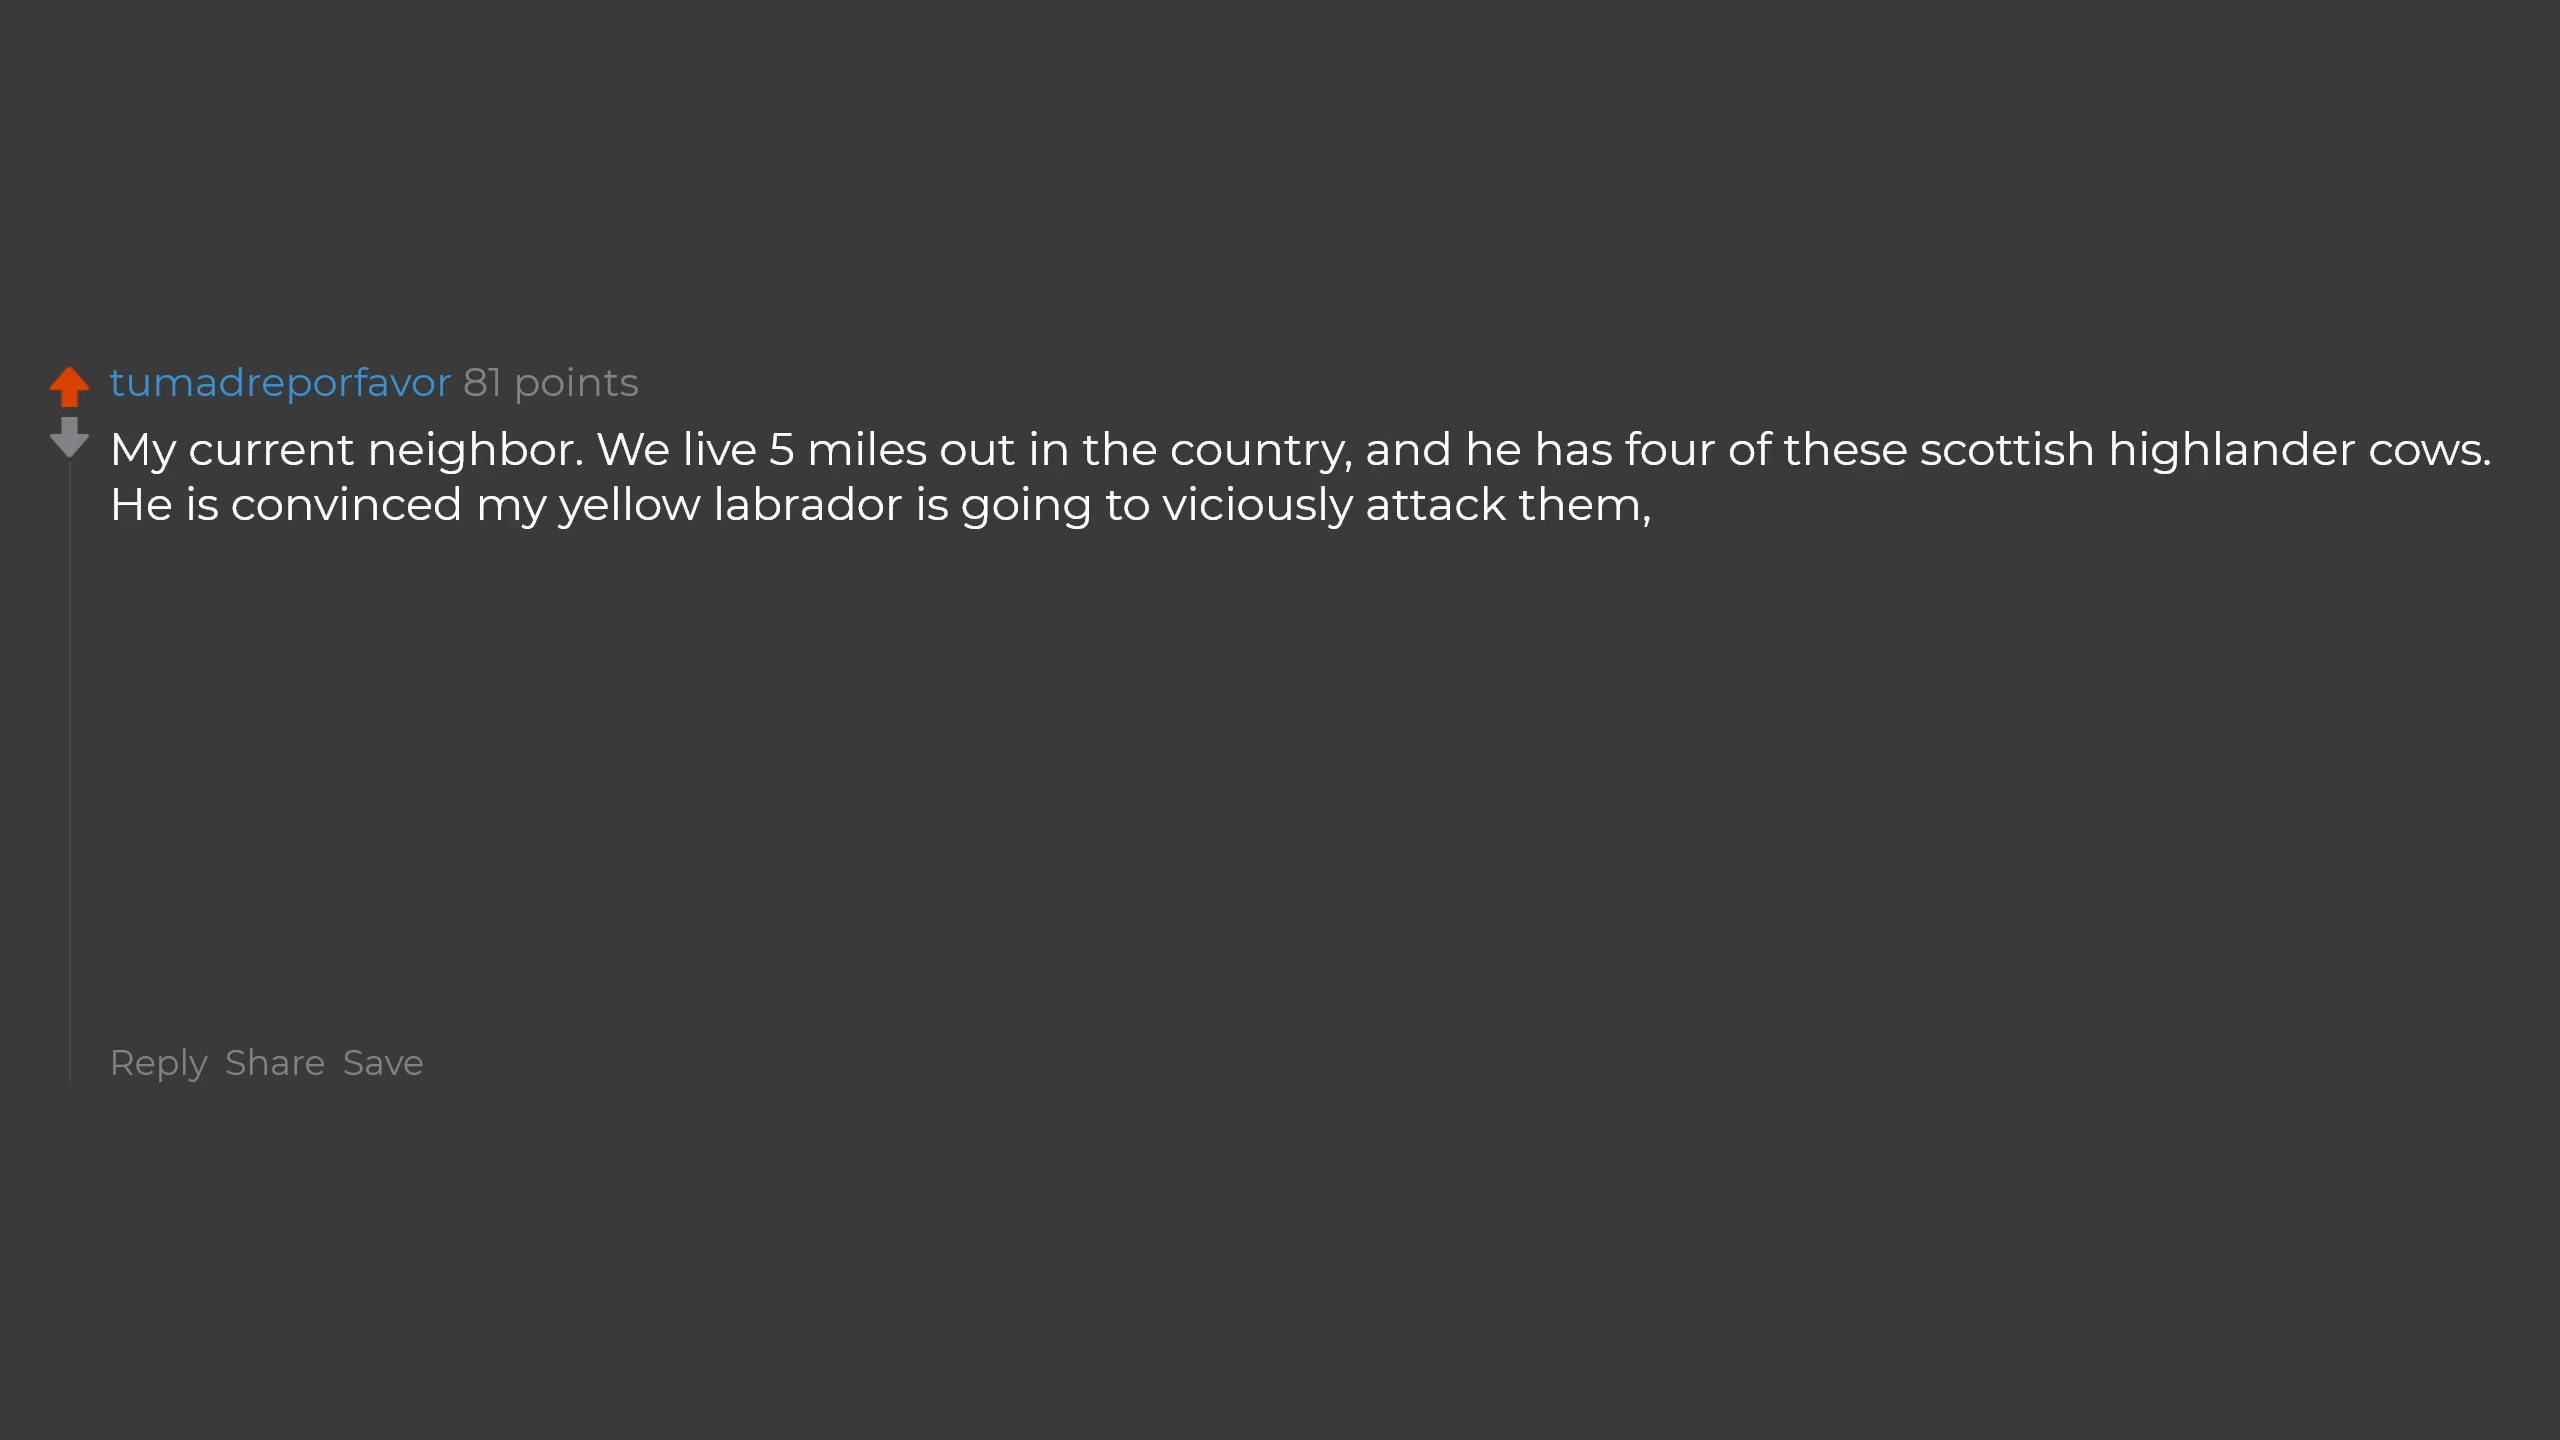 tumadreporfavor 81 points
My current neighbor. We live 5 miles out in the country, and he has four of these scottish highlander cows.
He is convinced my yellow labrador is going to viciously attack them,
Reply Share Save